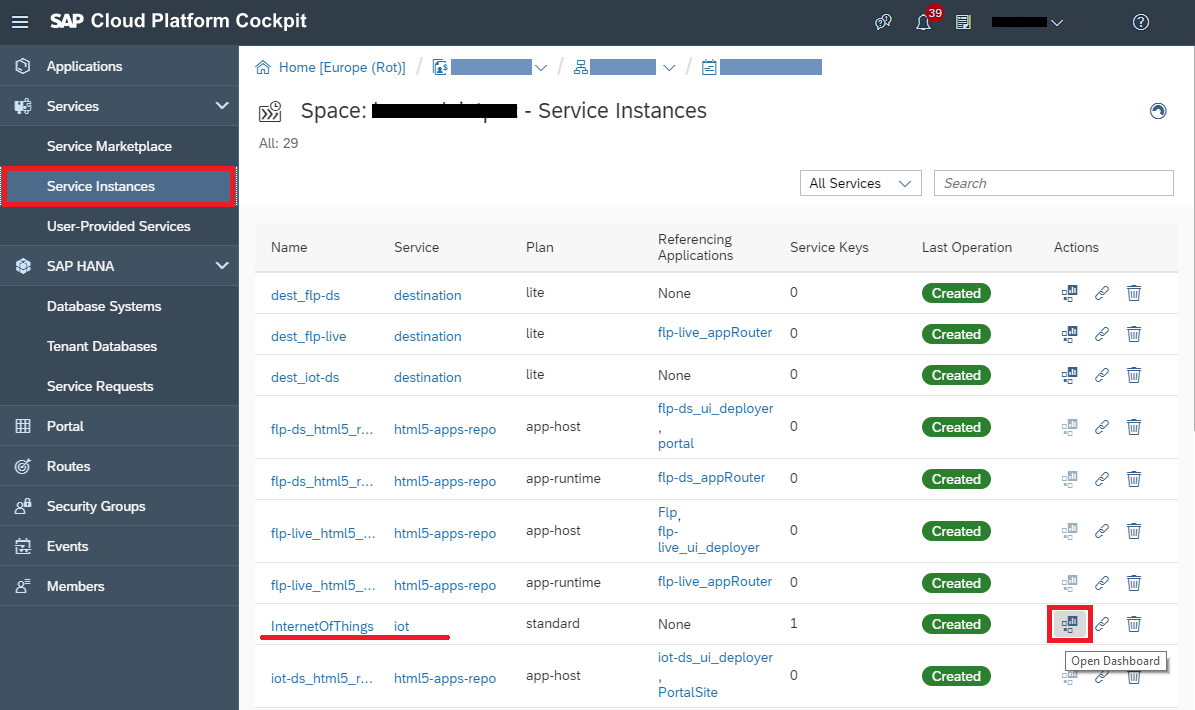 SAP Cloud Platform Cockpit
39
Applications
Services
Service Marketplace
Service Instances
User-Provided Services
SAP HANA
Database Systems
Tenant Databases
Service Requests
Portal
Routes
Security Groups
Events
Members
Home [Europe (Rot)] / / /
Space: - Service Instances
All: 29
All Services Search
Name Service Plan Referencing Applications Service Keys Last Operation Actions
dest_flp-ds destination lite None 0 Created
dest_flp-live destination lite flp-live_appRouter 0 Created
dest_iot-ds destination lite None 0 Created
flp-ds_html5_r... html5-apps-repo app-host flp-ds_ui_deployer , portal 0 Created
flp-ds_html5_r... html5-apps-repo app-runtime flp-ds_appRouter 0 Created
flp-live_html5_... html5-apps-repo app-host Flp, flp-live_ui_deployer 0 Created
flp-live_html5_... html5-apps-repo app-runtime flp-live_appRouter 0 Created
InternetOfThings iot standard None 1 Created
Open Dashboard
iot-ds_html5_r... html5-apps-repo app-host iot-ds_ui_deployer , PortalSite 0 Created